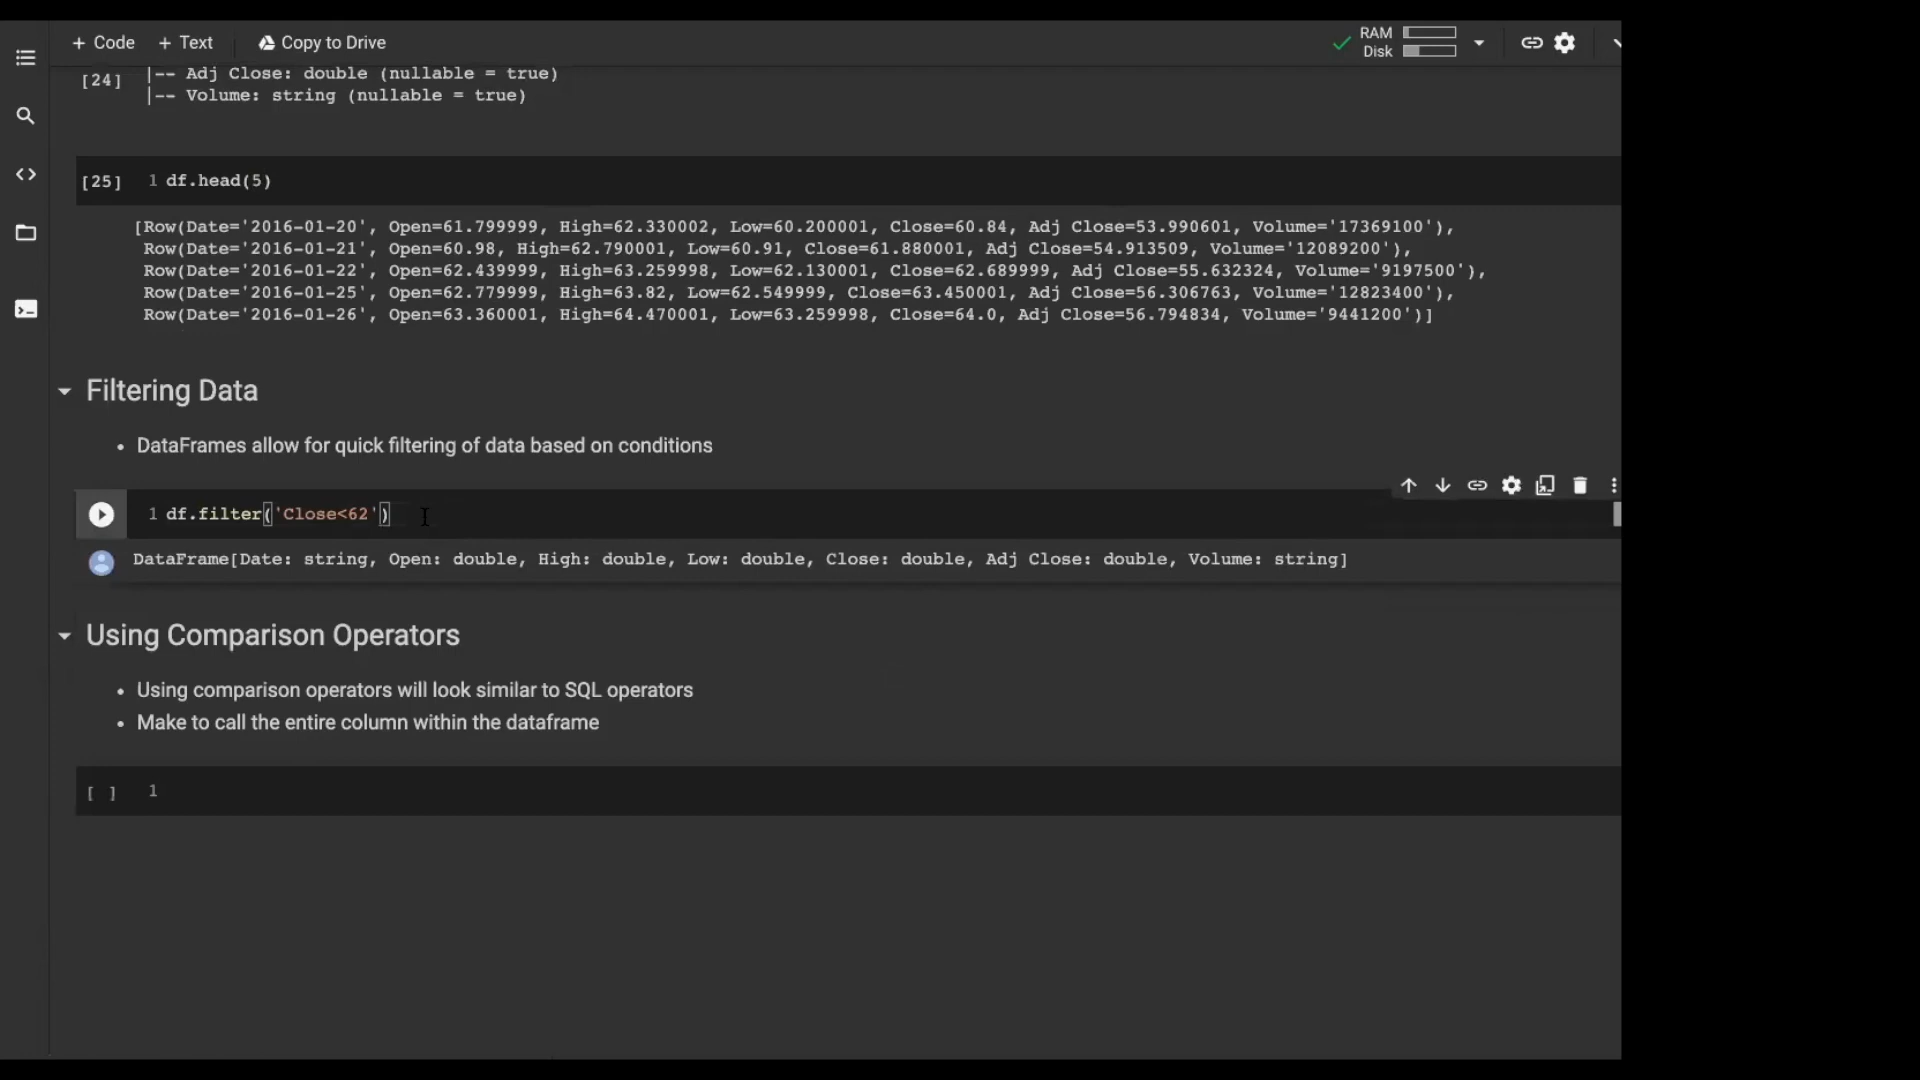 + Code + Text Copy to Drive RAM
Disk
[24] |-- Adj Close: double (nullable = true)
|-- Volume: string (nullable = true)
[25] 1 df.head(5)
[Row(Date='2016-01-20', Open=61.799999, High=62.330002, Low=60.200001, Close=60.84, Adj Close=53.990601, Volume='17369100'),
Row(Date='2016-01-21', Open=60.98, High=62.790001, Low=60.91, Close=61.880001, Adj Close=54.913509, Volume='12089200'),
Row(Date='2016-01-22', Open=62.439999, High=63.259998, Low=62.130001, Close=62.689999, Adj Close=55.632324, Volume='9197500'),
Row(Date='2016-01-25', Open=62.779999, High=63.82, Low=62.549999, Close=63.450001, Adj Close=56.306763, Volume='12823400'),
Row(Date='2016-01-26', Open=63.360001, High=64.470001, Low=63.259998, Close=64.0, Adj Close=56.794834, Volume='9441200')]
Filtering Data
• DataFrames allow for quick filtering of data based on conditions
1 df.filter('Close<62')
DataFrame[Date: string, Open: double, High: double, Low: double, Close: double, Adj Close: double, Volume: string]
Using Comparison Operators
• Using comparison operators will look similar to SQL operators
• Make to call the entire column within the dataframe
[ ] 1